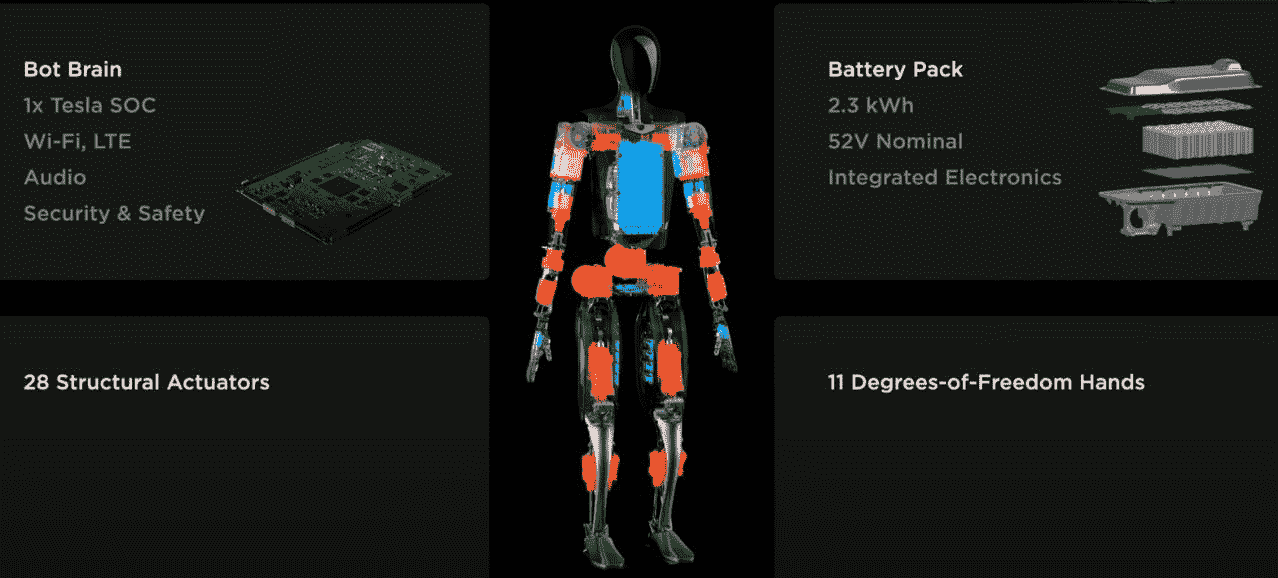 Bot Brain
1x Tesla SOC
Wi-Fi, LTE
Audio
Security & Safety
Battery Pack
2.3 kWh
52V Nominal
Integrated Electronics
28 Structural Actuators
11 Degrees-of-Freedom Hands